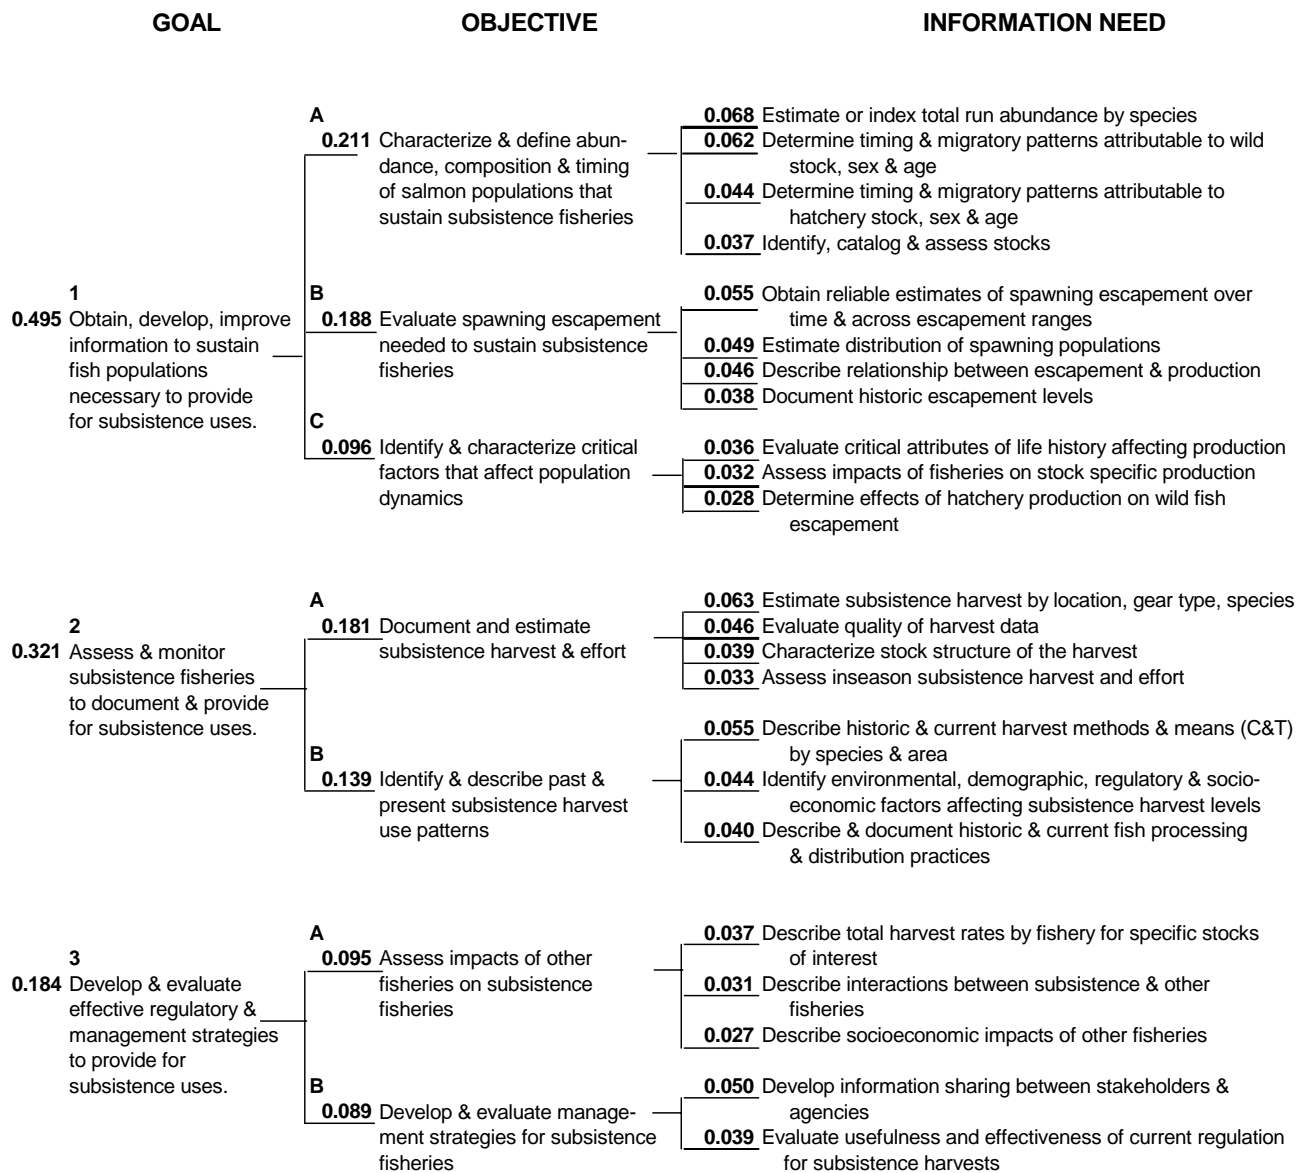 GOAL OBJECTIVE INFORMATION NEED
A
0.211 Characterize & define abun-
dance, composition & timing
of salmon populations that
sustain subsistence fisheries
0.068 Estimate or index total run abundance by species
0.062 Determine timing & migratory patterns attributable to wild
stock, sex & age
0.044 Determine timing & migratory patterns attributable to
hatchery stock, sex & age
0.037 Identify, catalog & assess stocks
1
0.495 Obtain, develop, improve
information to sustain
fish populations
necessary to provide
for subsistence uses.
B
0.188 Evaluate spawning escapement
needed to sustain subsistence
fisheries
0.055 Obtain reliable estimates of spawning escapement over
time & across escapement ranges
0.049 Estimate distribution of spawning populations
0.046 Describe relationship between escapement & production
0.038 Document historic escapement levels
C
0.096 Identify & characterize critical
factors that affect population
dynamics
0.036 Evaluate critical attributes of life history affecting production
0.032 Assess impacts of fisheries on stock specific production
0.028 Determine effects of hatchery production on wild fish
escapement
2
0.321 Assess & monitor
subsistence fisheries
to document & provide
for subsistence uses.
A
0.181 Document and estimate
subsistence harvest & effort
0.063 Estimate subsistence harvest by location, gear type, species
0.046 Evaluate quality of harvest data
0.039 Characterize stock structure of the harvest
0.033 Assess inseason subsistence harvest and effort
B
0.139 Identify & describe past &
present subsistence harvest
use patterns
0.055 Describe historic & current harvest methods & means (C&T)
by species & area
0.044 Identify environmental, demographic, regulatory & socio-
economic factors affecting subsistence harvest levels
0.040 Describe & document historic & current fish processing
& distribution practices
3
0.184 Develop & evaluate
effective regulatory &
management strategies
to provide for
subsistence uses.
A
0.095 Assess impacts of other
fisheries on subsistence
fisheries
0.037 Describe total harvest rates by fishery for specific stocks
of interest
0.031 Describe interactions between subsistence & other
fisheries
0.027 Describe socioeconomic impacts of other fisheries
B
0.089 Develop & evaluate manage-
ment strategies for subsistence
fisheries
0.050 Develop information sharing between stakeholders &
agencies
0.039 Evaluate usefulness and effectiveness of current regulation
for subsistence harvests